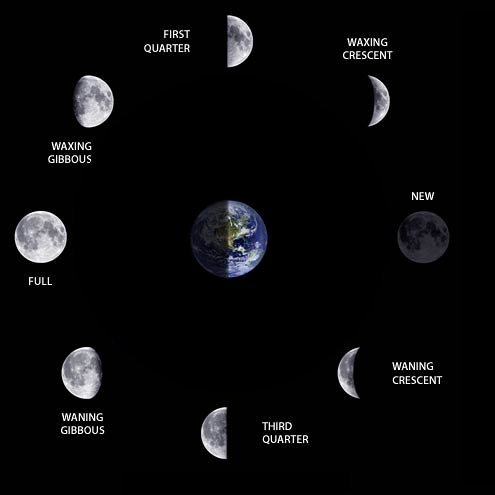 FIRST
QUARTER
WAXING
CRESCENT
WAXING
GIBBOUS
NEW
FULL
WANING
CRESCENT
WANING
GIBBOUS
THIRD
QUARTER